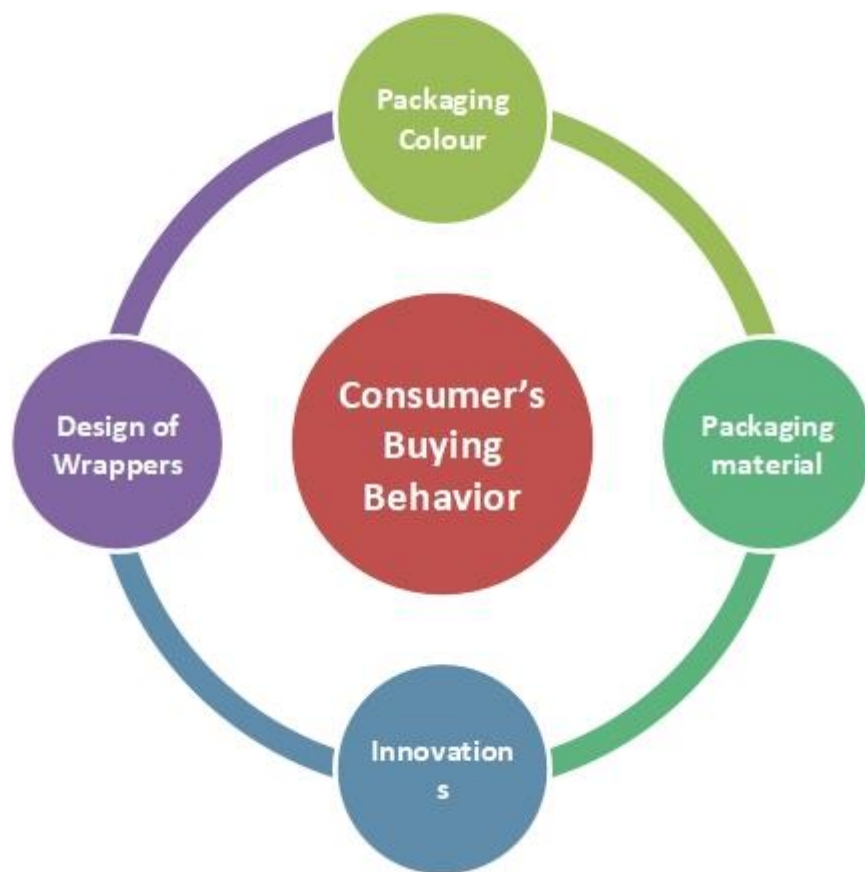 Packaging
Colour
Design of
Wrappers
Consumer’s
Buying
Behavior
Packaging
material
Innovation
s